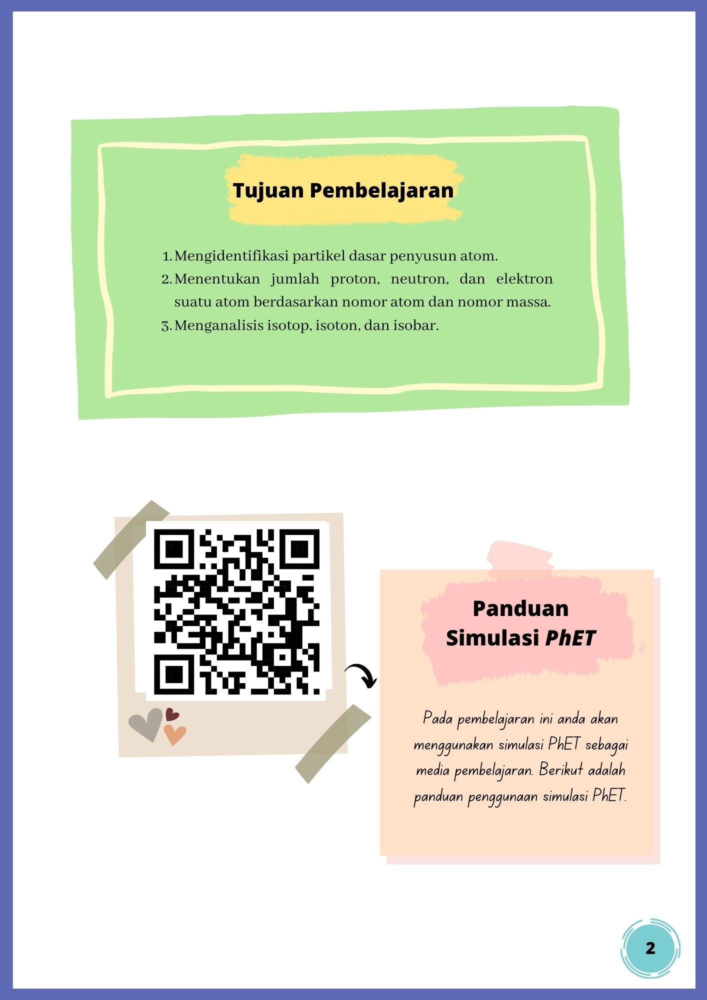 Tujuan Pembelajaran
1. Mengidentifikasi partikel dasar penyusun atom.
2. Menentukan jumlah proton, neutron, dan elektron
suatu atom berdasarkan nomor atom dan nomor massa.
3. Menganalisis isotop, isoton, dan isobar.
Panduan
Simulasi PhET
Pada pembelajaran ini anda akan
menggunakan simulasi PhET sebagai
media pembelajaran. Berikut adalah
panduan penggunaan simulasi PhET.
2